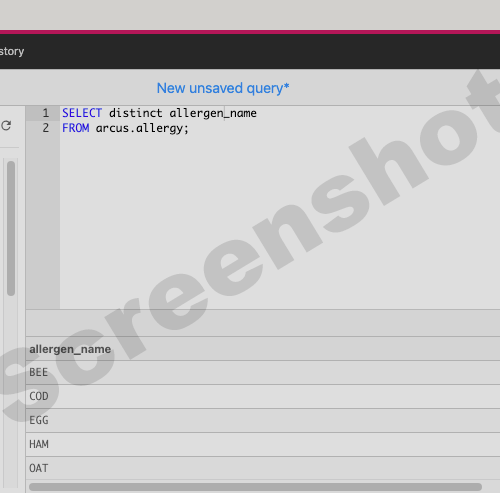 story
New unsaved query*
1 SELECT distinct allergen_name
2 FROM arcus.allergy;
allergen_name
BEE
COD
EGG
HAM
OAT
Screenshot